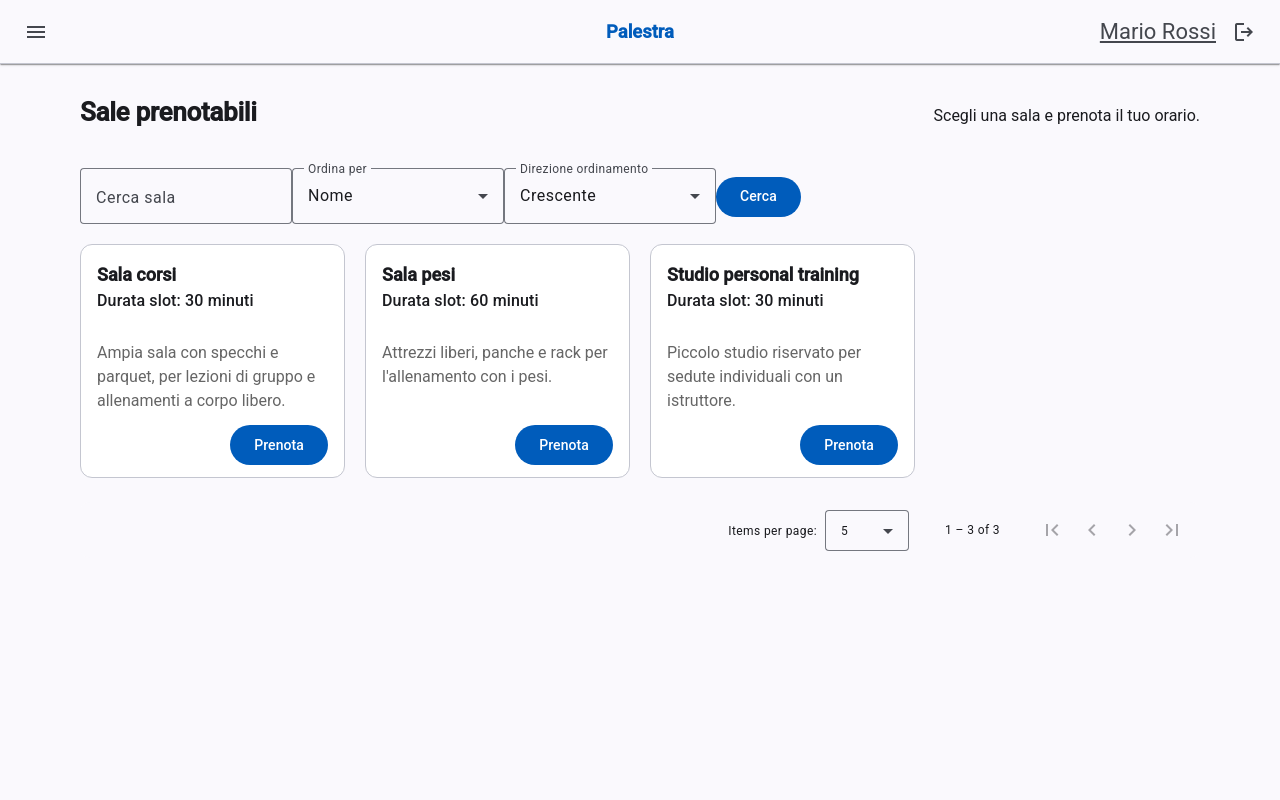 Palestra
Mario Rossi
Sale prenotabili
Scegli una sala e prenota il tuo orario.
Cerca sala
Ordina per
Nome
Direzione ordinamento
Crescente
Cerca
Sala corsi
Durata slot: 30 minuti
Ampia sala con specchi e
parquet, per lezioni di gruppo e
allenamenti a corpo libero.
Prenota
Sala pesi
Durata slot: 60 minuti
Attrezzi liberi, panche e rack per
l'allenamento con i pesi.
Prenota
Studio personal training
Durata slot: 30 minuti
Piccolo studio riservato per
sedute individuali con un
istruttore.
Prenota
Items per page:
5
1 – 3 of 3